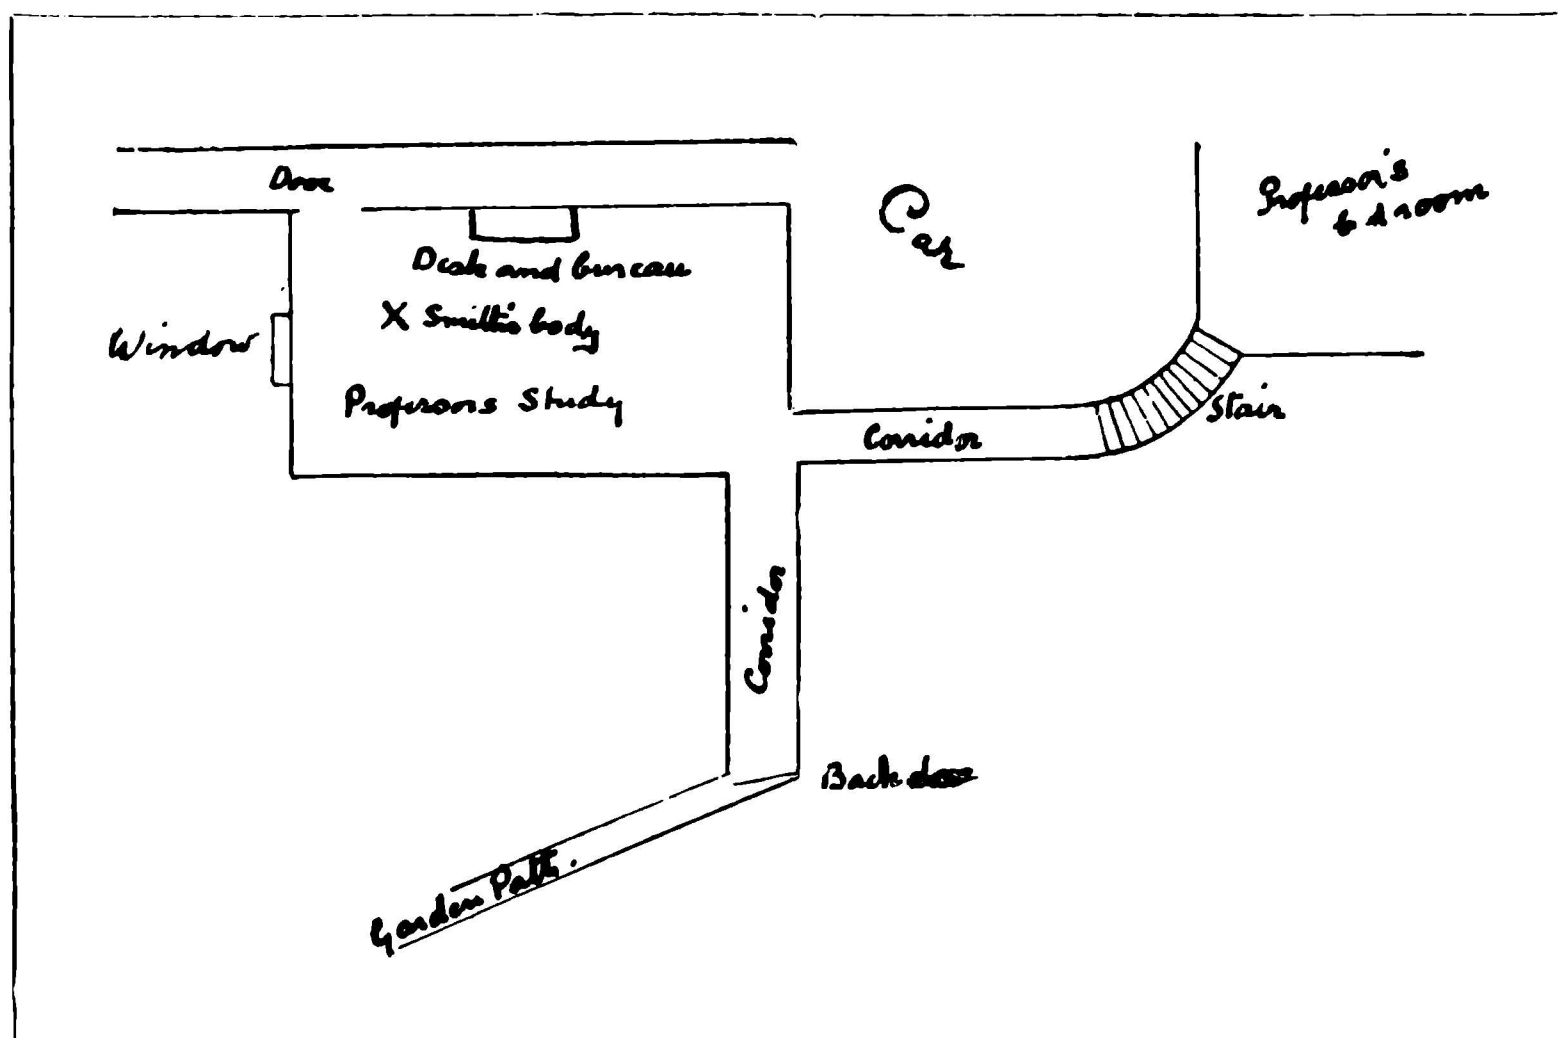 Door
Professor's
bedroom
Desk and bureau
X Smith's body
Window
Professors Study
Corridor
Stair
Corridor
Back door
Garden Path.